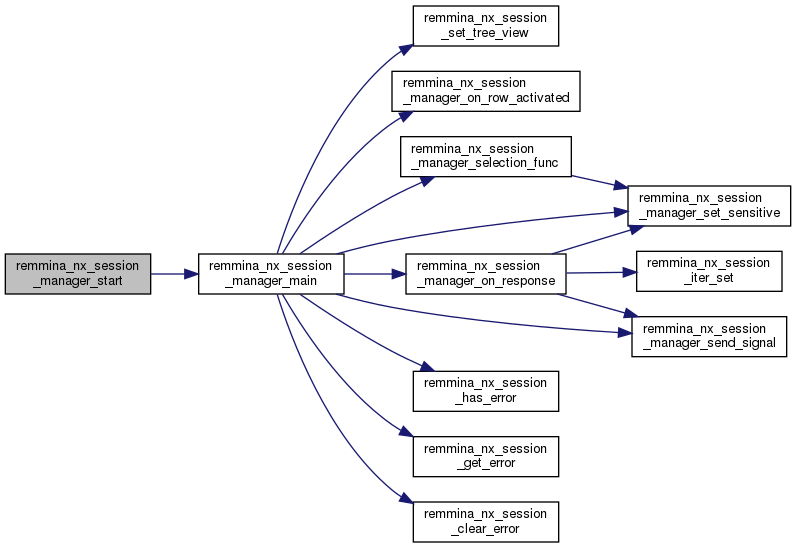 remmina_nx_session
_set_tree_view
remmina_nx_session
_manager_on_row_activated
remmina_nx_session
_manager_selection_func
remmina_nx_session
_manager_set_sensitive
remmina_nx_session
_manager_start
remmina_nx_session
_manager_main
remmina_nx_session
_manager_on_response
remmina_nx_session
_iter_set
remmina_nx_session
_manager_send_signal
remmina_nx_session
_has_error
remmina_nx_session
_get_error
remmina_nx_session
_clear_error